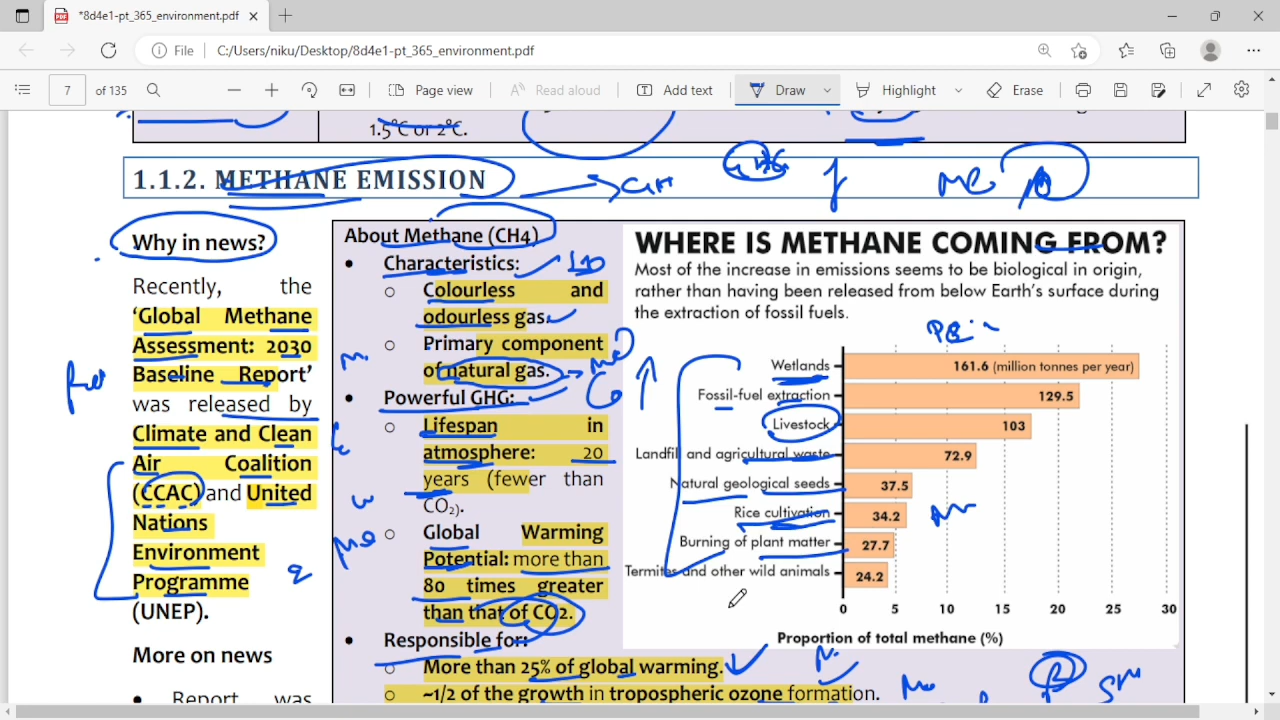 *8d4e1-pt_365_environment.pdf
File C:/Users/niku/Desktop/8d4e1-pt_365_environment.pdf
7 of 135 Page view Read aloud Add text Draw Highlight Erase
1.5°C or 2°C.
1.1.2. METHANE EMISSION
Why in news?
Recently, the
‘Global Methane
Assessment: 2030
Baseline Report’
was released by
Climate and Clean
Air Coalition
(CCAC) and United
Nations
Environment
Programme
(UNEP).
More on news
• Report was
About Methane (CH4)
• Characteristics:
o Colourless and
odourless gas.
o Primary component
of natural gas.
• Powerful GHG:
o Lifespan in
atmosphere: 20
years (fewer than
CO2).
o Global Warming
Potential: more than
80 times greater
than that of CO2.
• Responsible for:
o More than 25% of global warming.
o ~1/2 of the growth in tropospheric ozone formation.
WHERE IS METHANE COMING FROM?
Most of the increase in emissions seems to be biological in origin,
rather than having been released from below Earth’s surface during
the extraction of fossil fuels.
Wetlands 161.6 (million tonnes per year)
Fossil-fuel extraction 129.5
Livestock 103
Landfill and agricultural waste 72.9
Natural geological seeds 37.5
Rice cultivation 34.2
Burning of plant matter 27.7
Termites and other wild animals 24.2
0 5 10 15 20 25 30
Proportion of total methane (%)